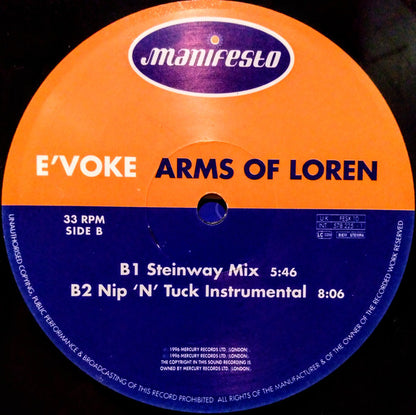 manifesto
E'VOKE ARMS OF LOREN
33 RPM
SIDE B
B1 Steinway Mix 5:46
B2 Nip 'N' Tuck Instrumental 8:06
℗ 1996 MERCURY RECORDS LTD. (LONDON).
© 1996 MERCURY RECORDS LTD. (LONDON).
THE COPYRIGHT IN THIS SOUND RECORDING IS
OWNED BY MERCURY RECORDS LTD. (LONDON).
UNAUTHORISED COPYING, PUBLIC PERFORMANCE & BROADCASTING OF THIS RECORD PROHIBITED. ALL RIGHTS OF THE MANUFACTURER & OF THE OWNER OF THE RECORDED WORK RESERVED